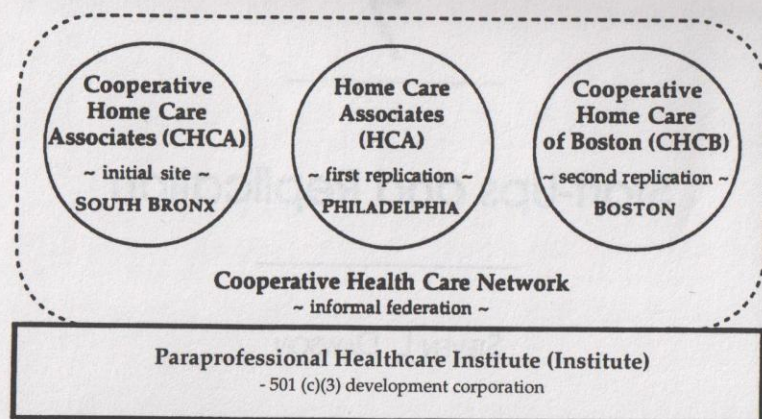 Cooperative
Home Care
Associates (CHCA)
~ initial site ~
SOUTH BRONX
Home Care
Associates
(HCA)
~ first replication ~
PHILADELPHIA
Cooperative
Home Care
of Boston (CHCB)
~ second replication ~
BOSTON
Cooperative Health Care Network
~ informal federation ~
Paraprofessional Healthcare Institute (Institute)
- 501 (c)(3) development corporation